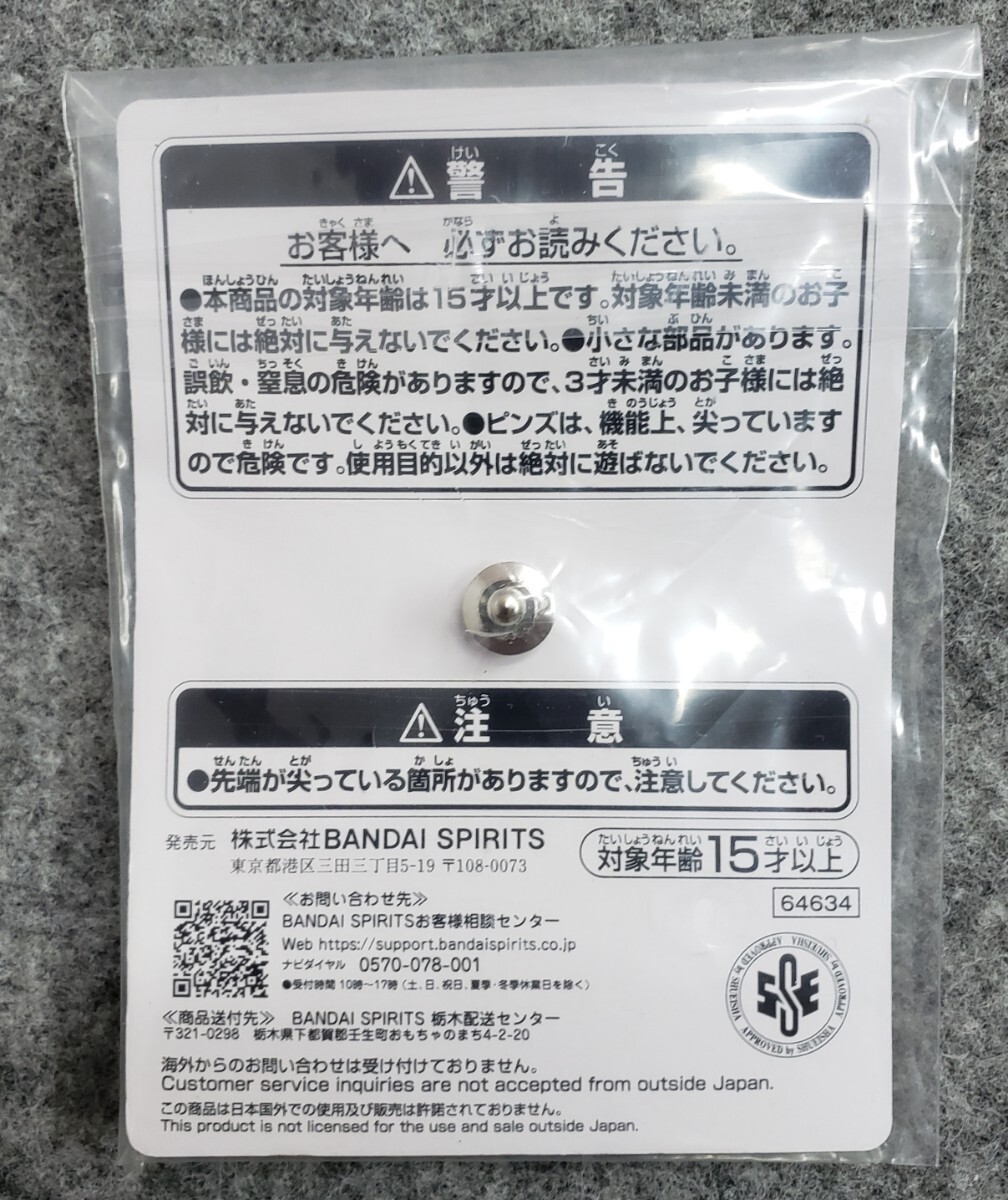 ⚠警告
お客様へ 必ずお読みください。
●本商品の対象年齢は15才以上です。対象年齢未満のお子
様には絶対に与えないでください。●小さな部品があります。
誤飲・窒息の危険がありますので、3才未満のお子様には絶
対に与えないでください。●ピンズは、機能上、尖っています
ので危険です。使用目的以外は絶対に遊ばないでください。
⚠注意
●先端が尖っている箇所がありますので、注意してください。
発売元 株式会社BANDAI SPIRITS
東京都港区三田三丁目5-19 〒108-0073
対象年齢15才以上
64634
≪お問い合わせ先≫
BANDAI SPIRITSお客様相談センター
Web https://support.bandaispirits.co.jp
ナビダイヤル 0570-078-001
●受付時間 10時～17時(土、日、祝日、夏季・冬季休業日を除く)
APPROVED by SHUEISHA APPROVED by SHUEISHA APPROVED by SHUEISHA
≪商品送付先≫ BANDAI SPIRITS 栃木配送センター
〒321-0298 栃木県下都賀郡壬生町おもちゃのまち4-2-20
海外からのお問い合わせは受け付けておりません。
Customer service inquiries are not accepted from outside Japan.
この商品は日本国外での使用及び販売は許諾されておりません。
This product is not licensed for the use and sale outside Japan.